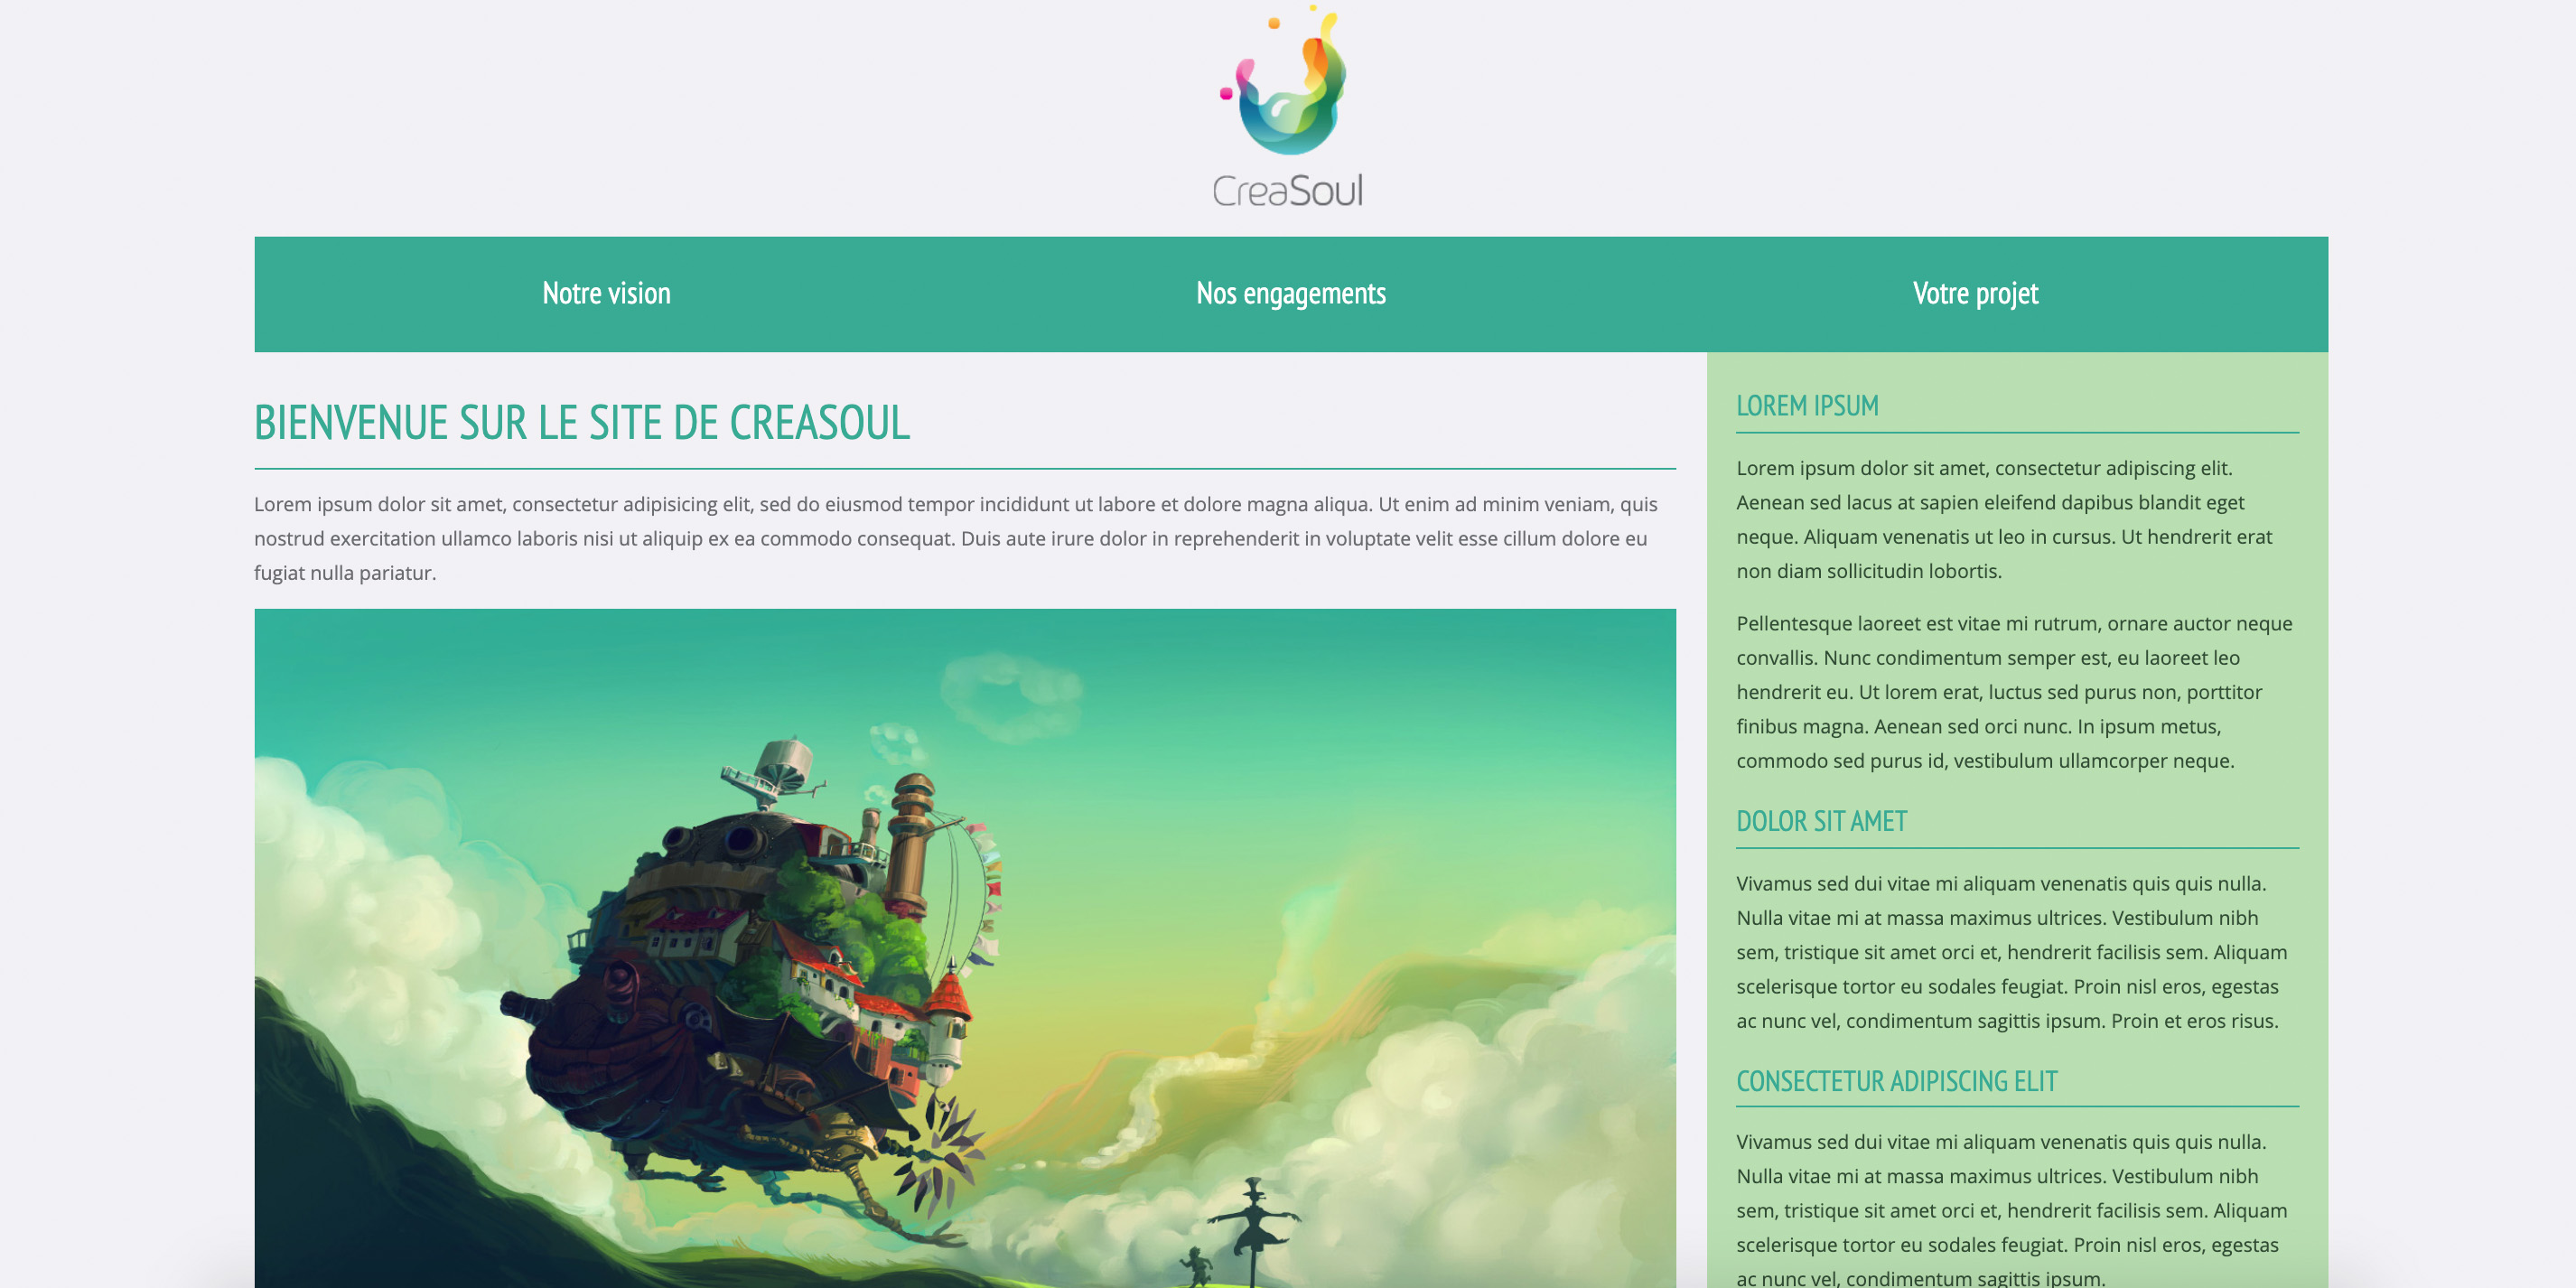 CreaSoul
Notre vision
Nos engagements
Votre projet
BIENVENUE SUR LE SITE DE CREASOUL
Lorem ipsum dolor sit amet, consectetur adipisicing elit, sed do eiusmod tempor incididunt ut labore et dolore magna aliqua. Ut enim ad minim veniam, quis
nostrud exercitation ullamco laboris nisi ut aliquip ex ea commodo consequat. Duis aute irure dolor in reprehenderit in voluptate velit esse cillum dolore eu
fugiat nulla pariatur.
LOREM IPSUM
Lorem ipsum dolor sit amet, consectetur adipiscing elit.
Aenean sed lacus at sapien eleifend dapibus blandit eget
neque. Aliquam venenatis ut leo in cursus. Ut hendrerit erat
non diam sollicitudin lobortis.
Pellentesque laoreet est vitae mi rutrum, ornare auctor neque
convallis. Nunc condimentum semper est, eu laoreet leo
hendrerit eu. Ut lorem erat, luctus sed purus non, porttitor
finibus magna. Aenean sed orci nunc. In ipsum metus,
commodo sed purus id, vestibulum ullamcorper neque.
DOLOR SIT AMET
Vivamus sed dui vitae mi aliquam venenatis quis quis nulla.
Nulla vitae mi at massa maximus ultrices. Vestibulum nibh
sem, tristique sit amet orci et, hendrerit facilisis sem. Aliquam
scelerisque tortor eu sodales feugiat. Proin nisl eros, egestas
ac nunc vel, condimentum sagittis ipsum. Proin et eros risus.
CONSECTETUR ADIPISCING ELIT
Vivamus sed dui vitae mi aliquam venenatis quis quis nulla.
Nulla vitae mi at massa maximus ultrices. Vestibulum nibh
sem, tristique sit amet orci et, hendrerit facilisis sem. Aliquam
scelerisque tortor eu sodales feugiat. Proin nisl eros, egestas
ac nunc vel, condimentum sagittis ipsum.